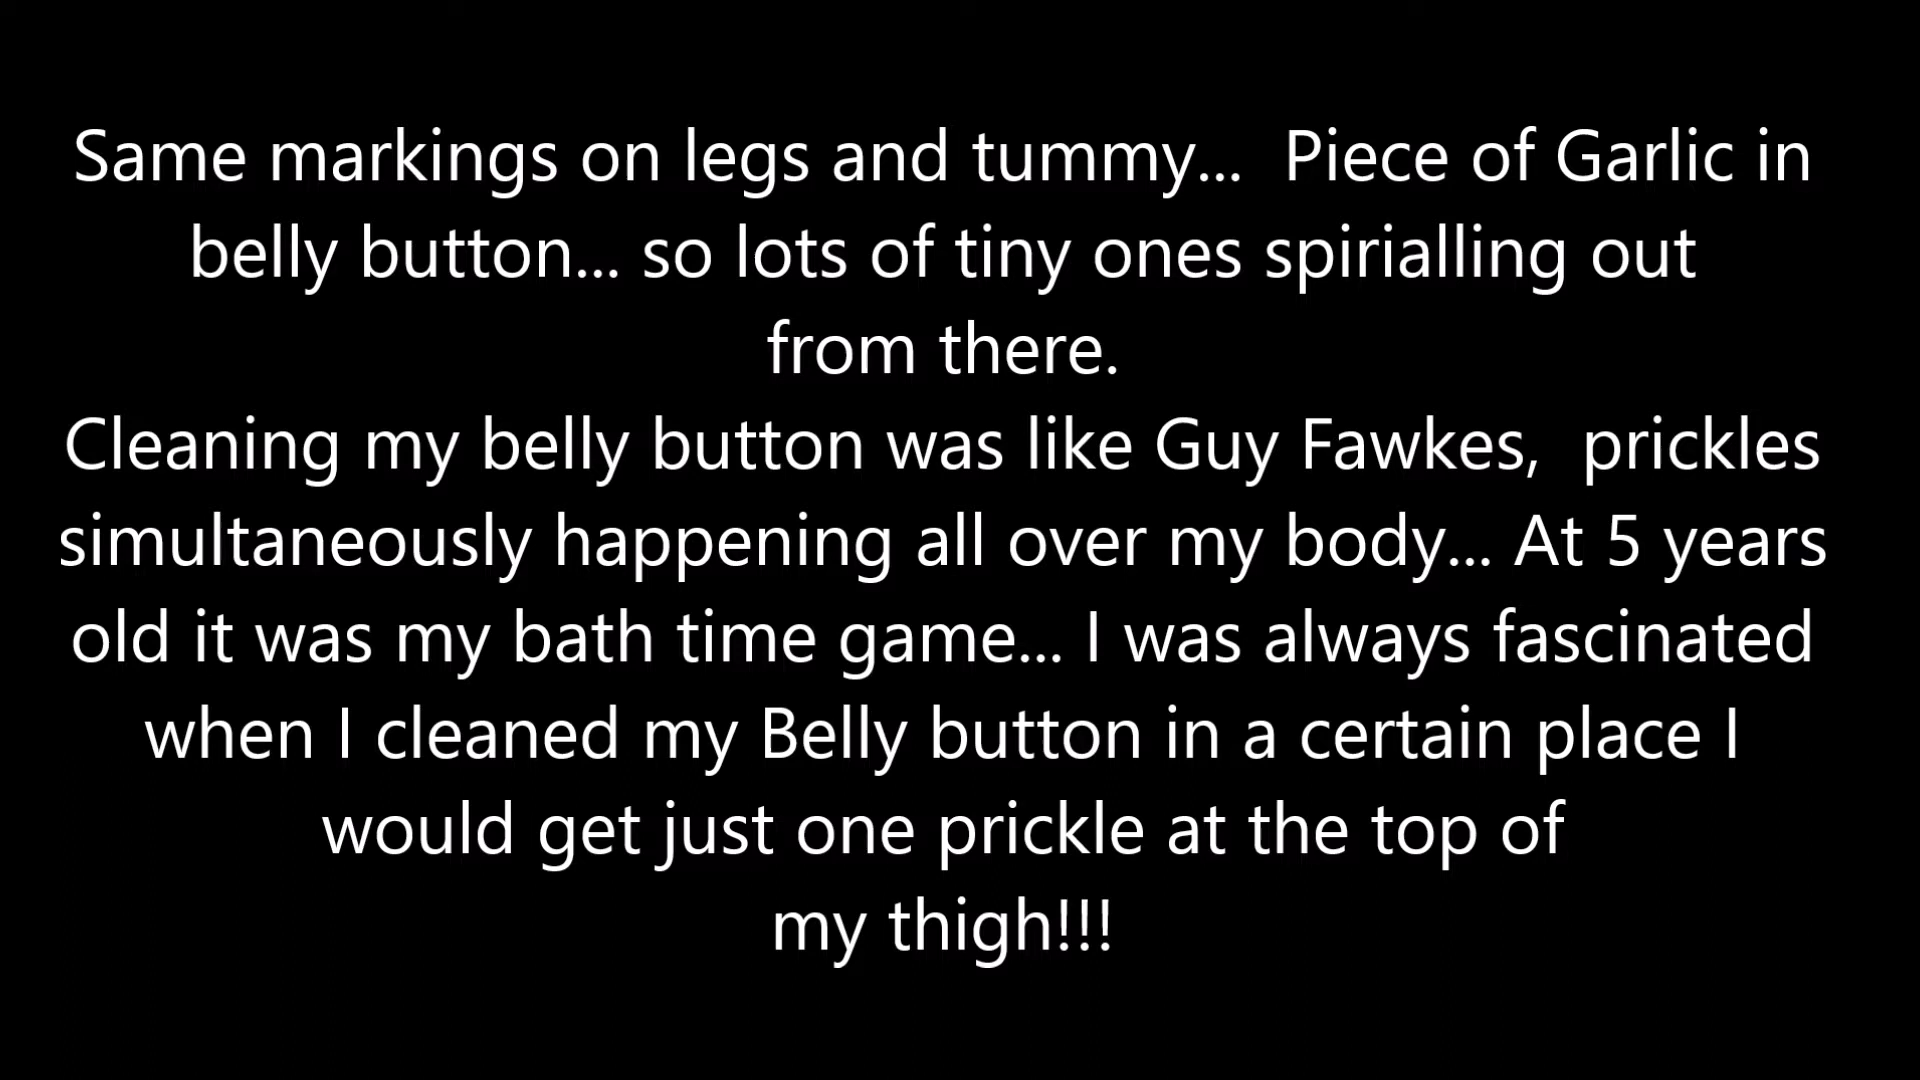 Same markings on legs and tummy...  Piece of Garlic in
belly button... so lots of tiny ones spirialling out
from there.
Cleaning my belly button was like Guy Fawkes,  prickles
simultaneously happening all over my body... At 5 years
old it was my bath time game... I was always fascinated
when I cleaned my Belly button in a certain place I
would get just one prickle at the top of
my thigh!!!